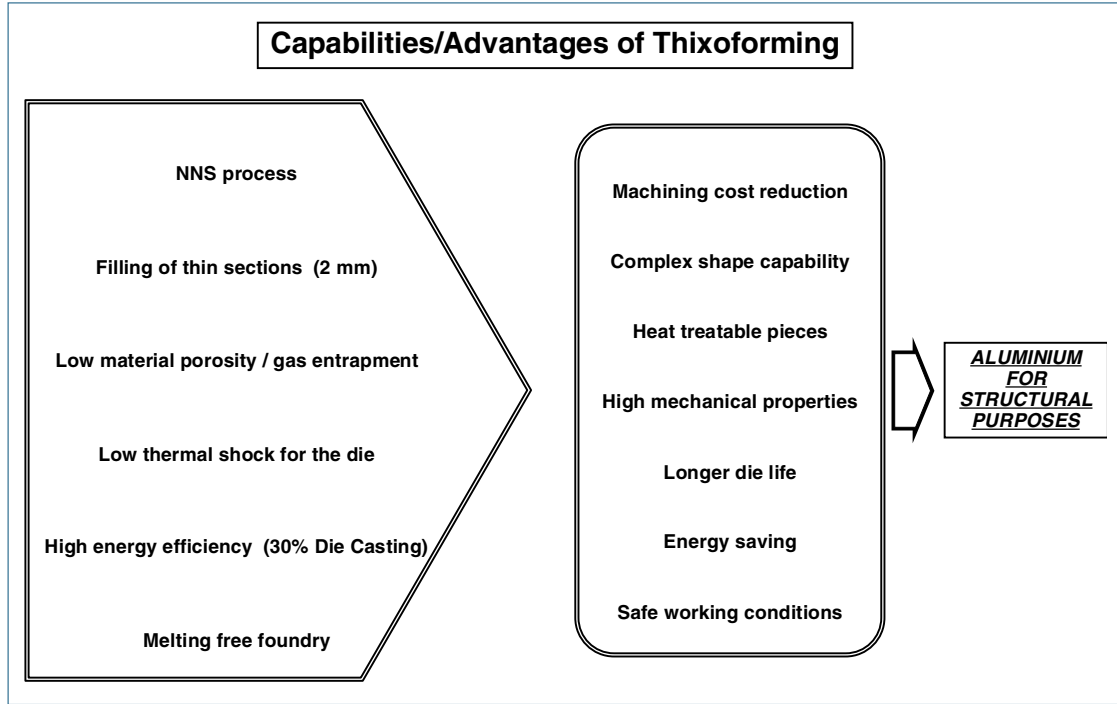 Capabilities/Advantages of Thixoforming
NNS process
Filling of thin sections (2 mm)
Low material porosity / gas entrapment
Low thermal shock for the die
High energy efficiency (30% Die Casting)
Melting free foundry
Machining cost reduction
Complex shape capability
Heat treatable pieces
High mechanical properties
Longer die life
Energy saving
Safe working conditions
ALUMINIUM
FOR
STRUCTURAL
PURPOSES